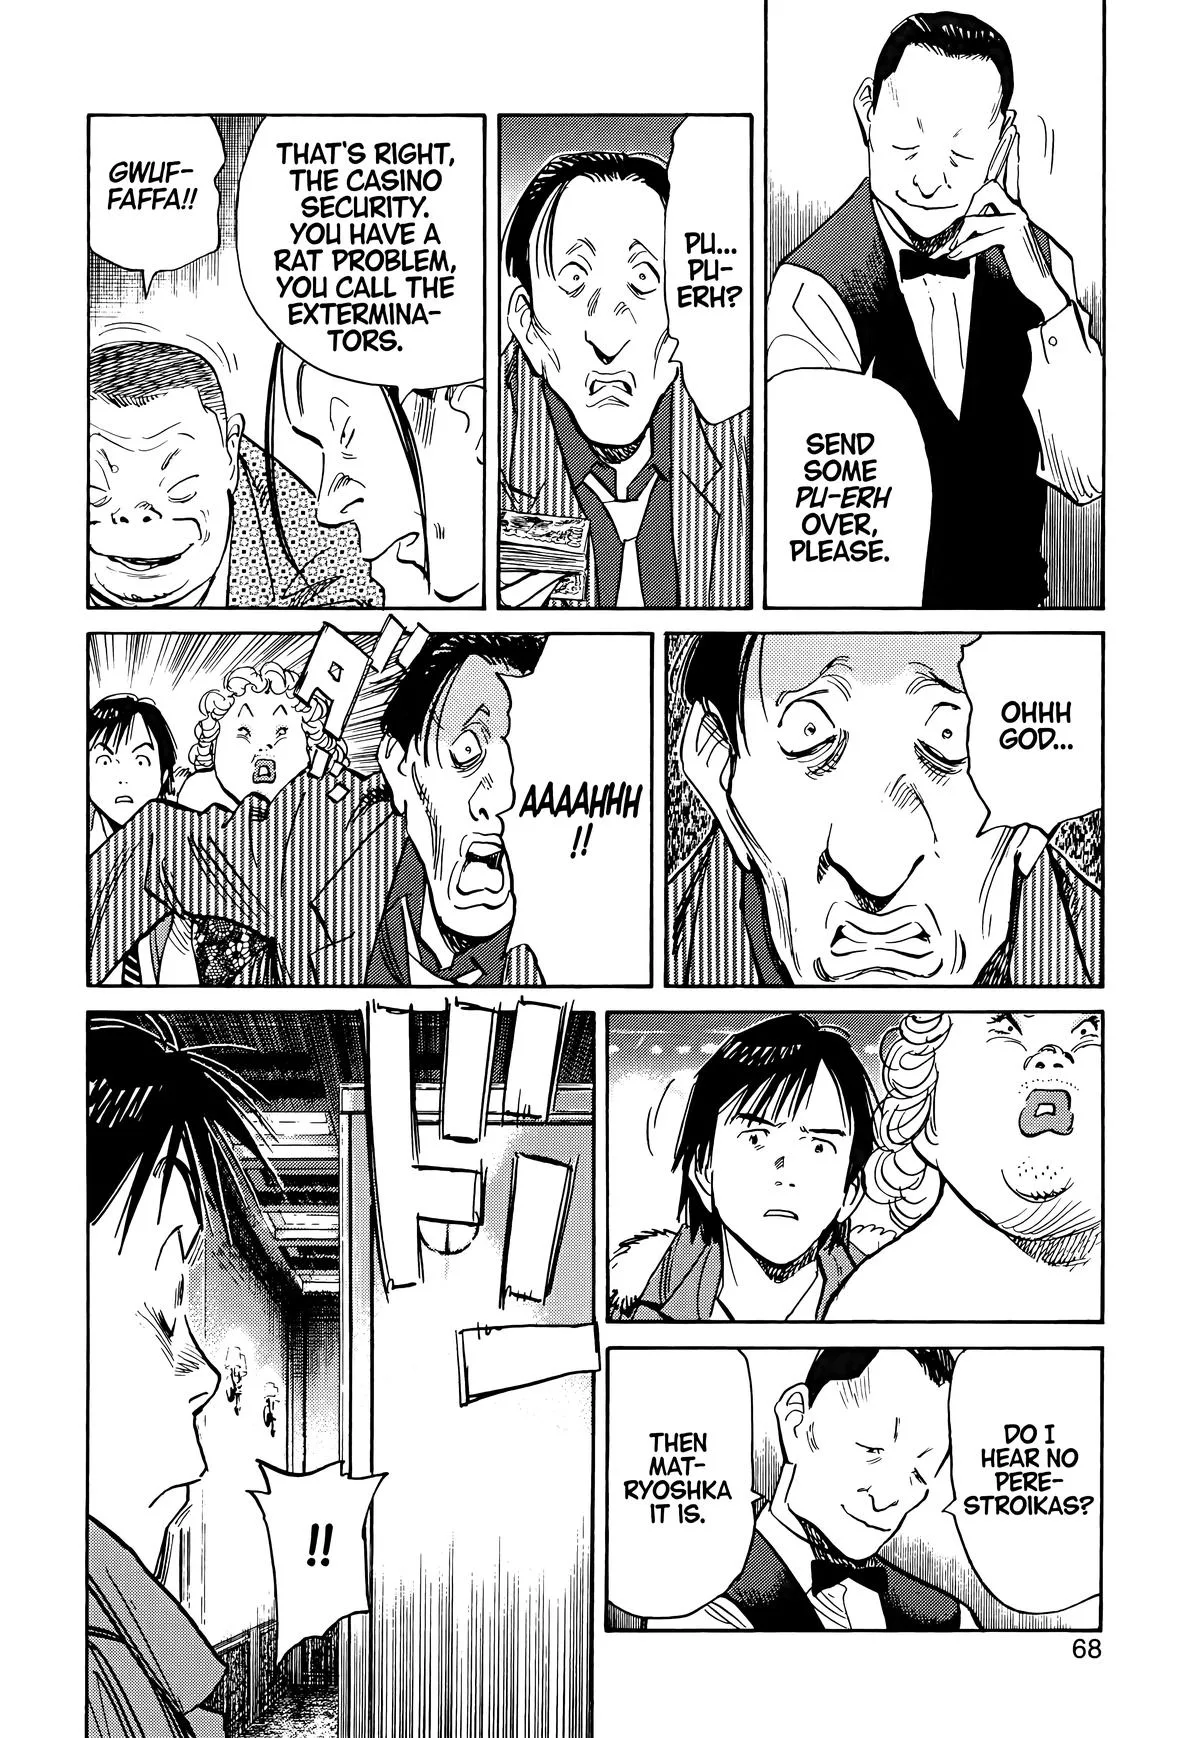 SEND
SOME
PU-ERH
OVER,
PLEASE.
PU...
PU-
ERH?
THAT'S RIGHT,
THE CASINO
SECURITY.
YOU HAVE A
RAT PROBLEM,
YOU CALL THE
EXTERMINA-
TORS.
GWUF-
FAFFA!!
OHHH
GOD...
AAAAHHH
!!
DO I
HEAR NO
PERE-
STROIKAS?
THEN
MAT-
RYOSHKA
IT IS.
!!
68